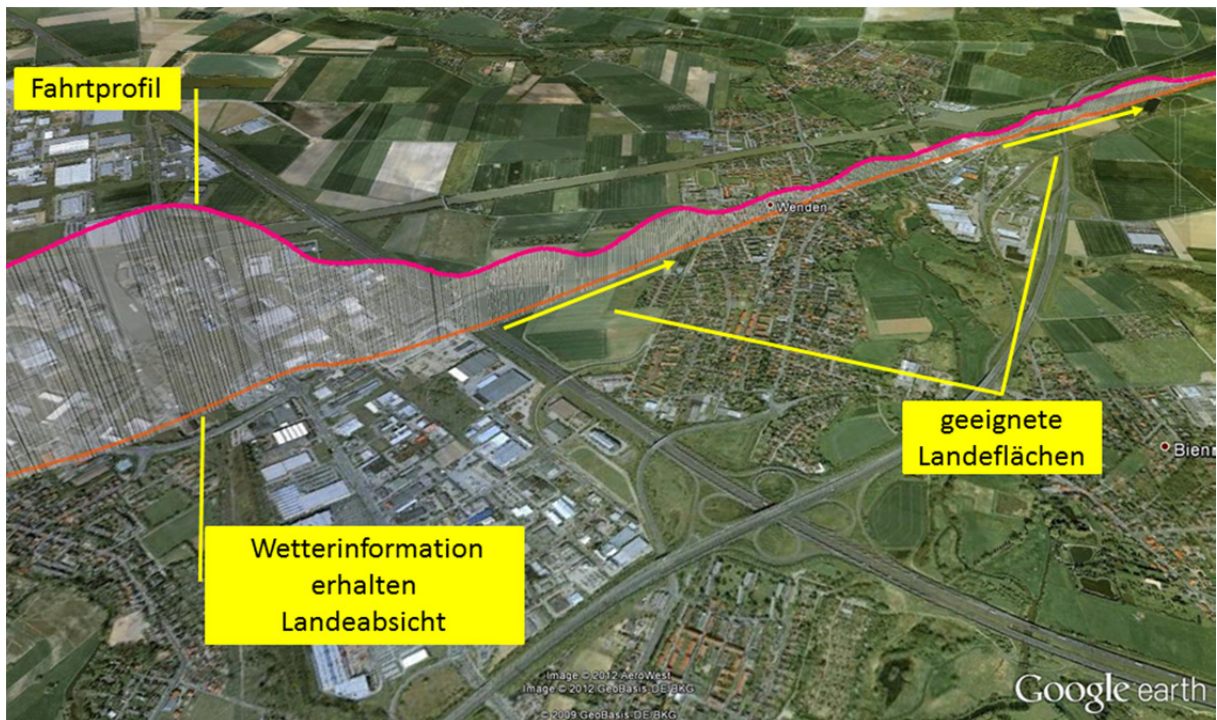 Fahrtprofil
Wenden
geeignete
Landeflächen
Bien
Wetterinformation
erhalten
Landeabsicht
Image © 2012 AeroWest
Image © 2012 GeoBasis-DE/BKG
© 2009 GeoBasis-DE/BKG
Google earth